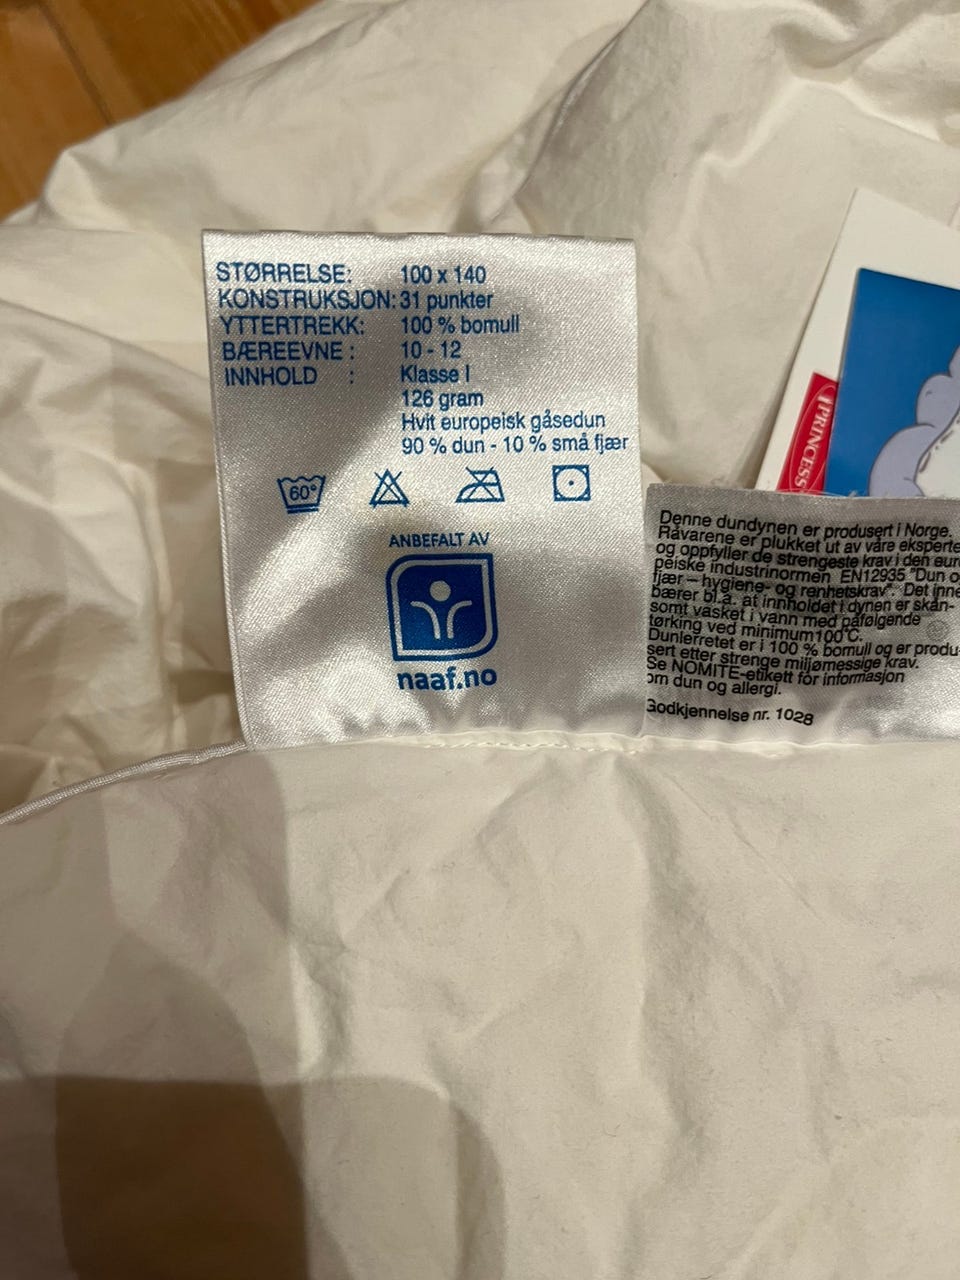 STØRRELSE: 100 x 140
KONSTRUKSJON: 31 punkter
YTTERTREKK: 100 % bomull
BÆREEVNE : 10 - 12
INNHOLD : Klasse I
126 gram
Hvit europeisk gåsedun
90 % dun - 10 % små fjær
60°
ANBEFALT AV
naaf.no
PRINCESS
Denne dundynen er produsert i Norge.
Råvarene er plukket ut av våre eksperte
og oppfyller de strengeste krav i den euro
peiske industrinormen EN12935 "Dun o
fjær – hygiene- og renhetskrav". Det inne
bærer bl.a. at innholdet i dynen er skån-
somt vasket i vann med påfølgende
tørking ved minimum100°C.
Dunlerretet er i 100 % bomull og er produ-
sert etter strenge miljømessige krav.
Se NOMITE-etikett for informasjon
om dun og allergi.
Godkjennelse nr. 1028